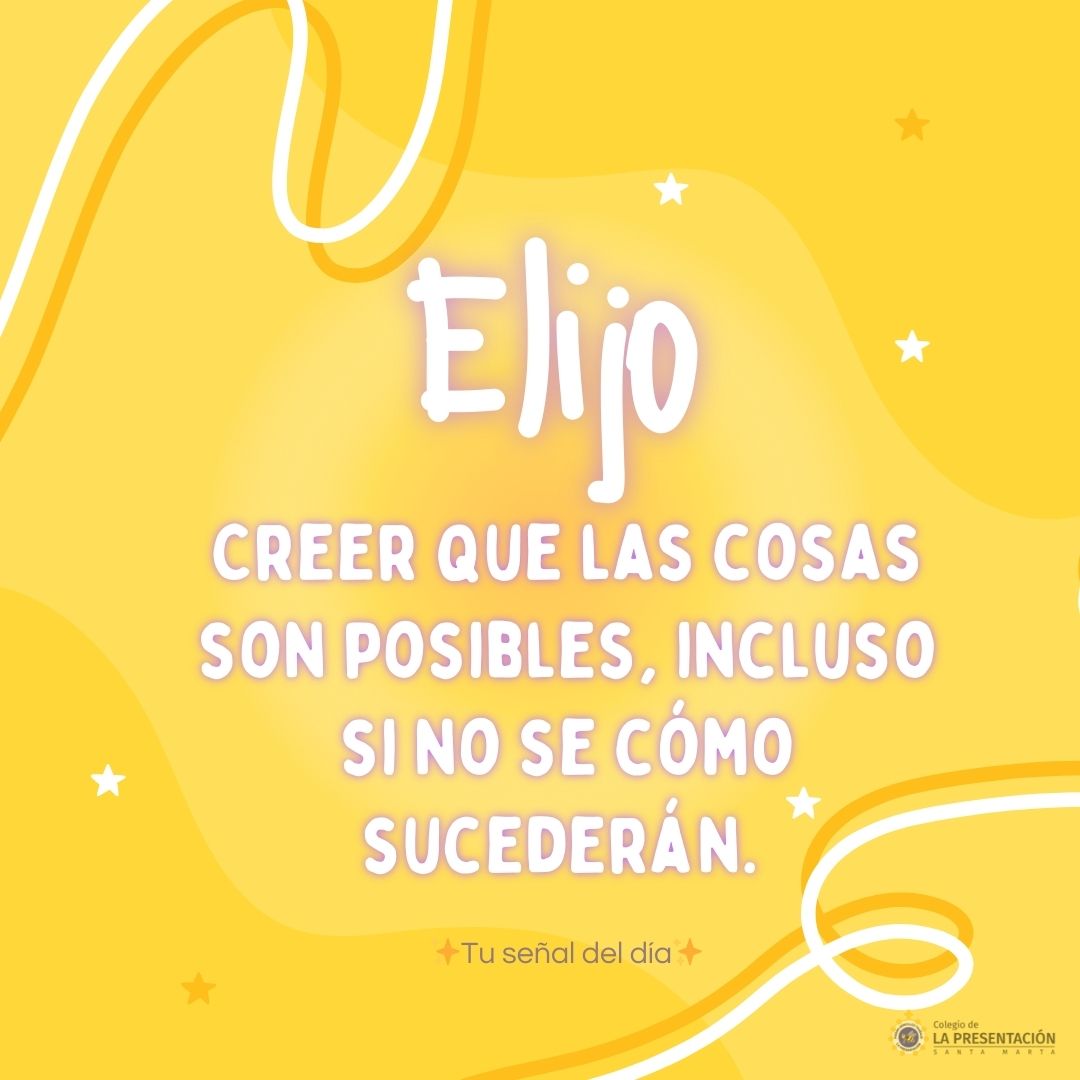 Elijo
CREER QUE LAS COSAS
SON POSIBLES, INCLUSO
SI NO SE CÓMO
SUCEDERÁN.
✨Tu señal del día✨
Colegio de
LA PRESENTACIÓN
SANTA MARTA